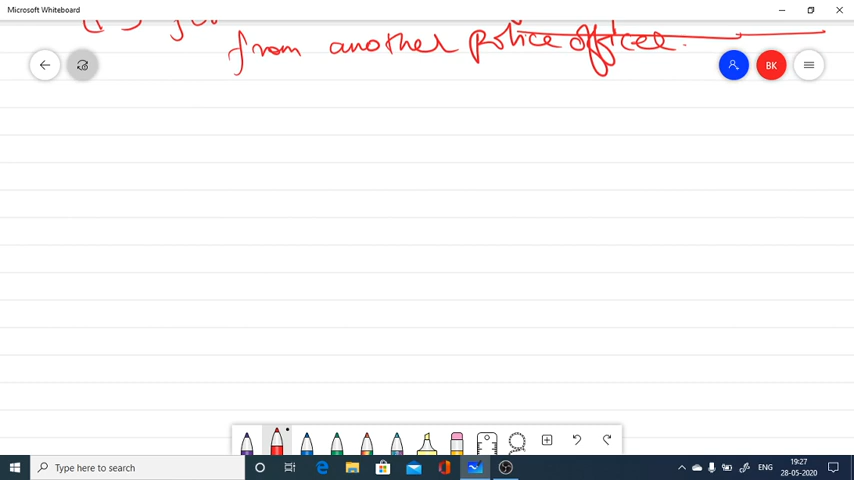 Microsoft Whiteboard
from another police officer.
BK
Type here to search
ENG
19:27
28-05-2020